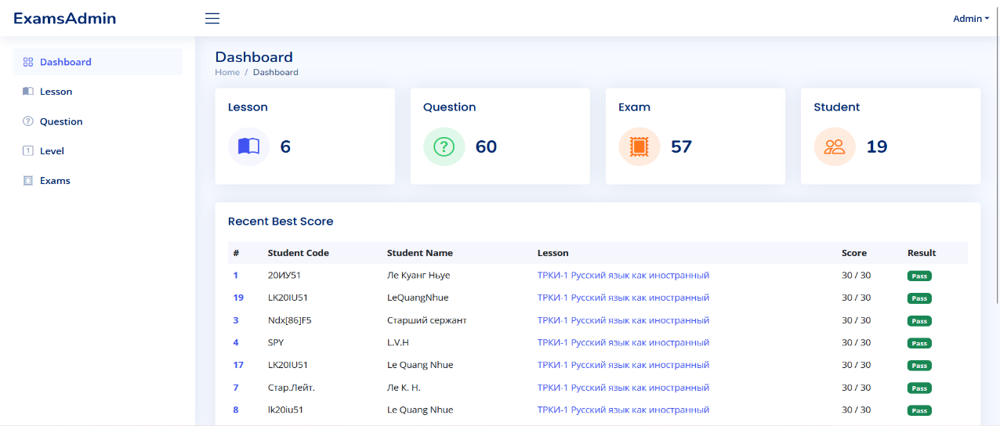 ExamsAdmin
Admin
Dashboard
Lesson
Question
1 Level
Exams
Dashboard
Home / Dashboard
Lesson
6
Question
? 60
Exam
57
Student
19
Recent Best Score
# Student Code Student Name Lesson Score Result
1 20ИУ51 Ле Куанг Ньуе ТРКИ-1 Русский язык как иностранный 30 / 30 Pass
19 LK20IU51 LeQuangNhue ТРКИ-1 Русский язык как иностранный 30 / 30 Pass
3 Ndx[86]F5 Старший сержант ТРКИ-1 Русский язык как иностранный 30 / 30 Pass
4 SPY L.V.H ТРКИ-1 Русский язык как иностранный 30 / 30 Pass
17 LK20IU51 Le Quang Nhue ТРКИ-1 Русский язык как иностранный 30 / 30 Pass
7 Стар.Лейт. Ле К. Н. ТРКИ-1 Русский язык как иностранный 30 / 30 Pass
8 lk20iu51 Le Quang Nhue ТРКИ-1 Русский язык как иностранный 30 / 30 Pass